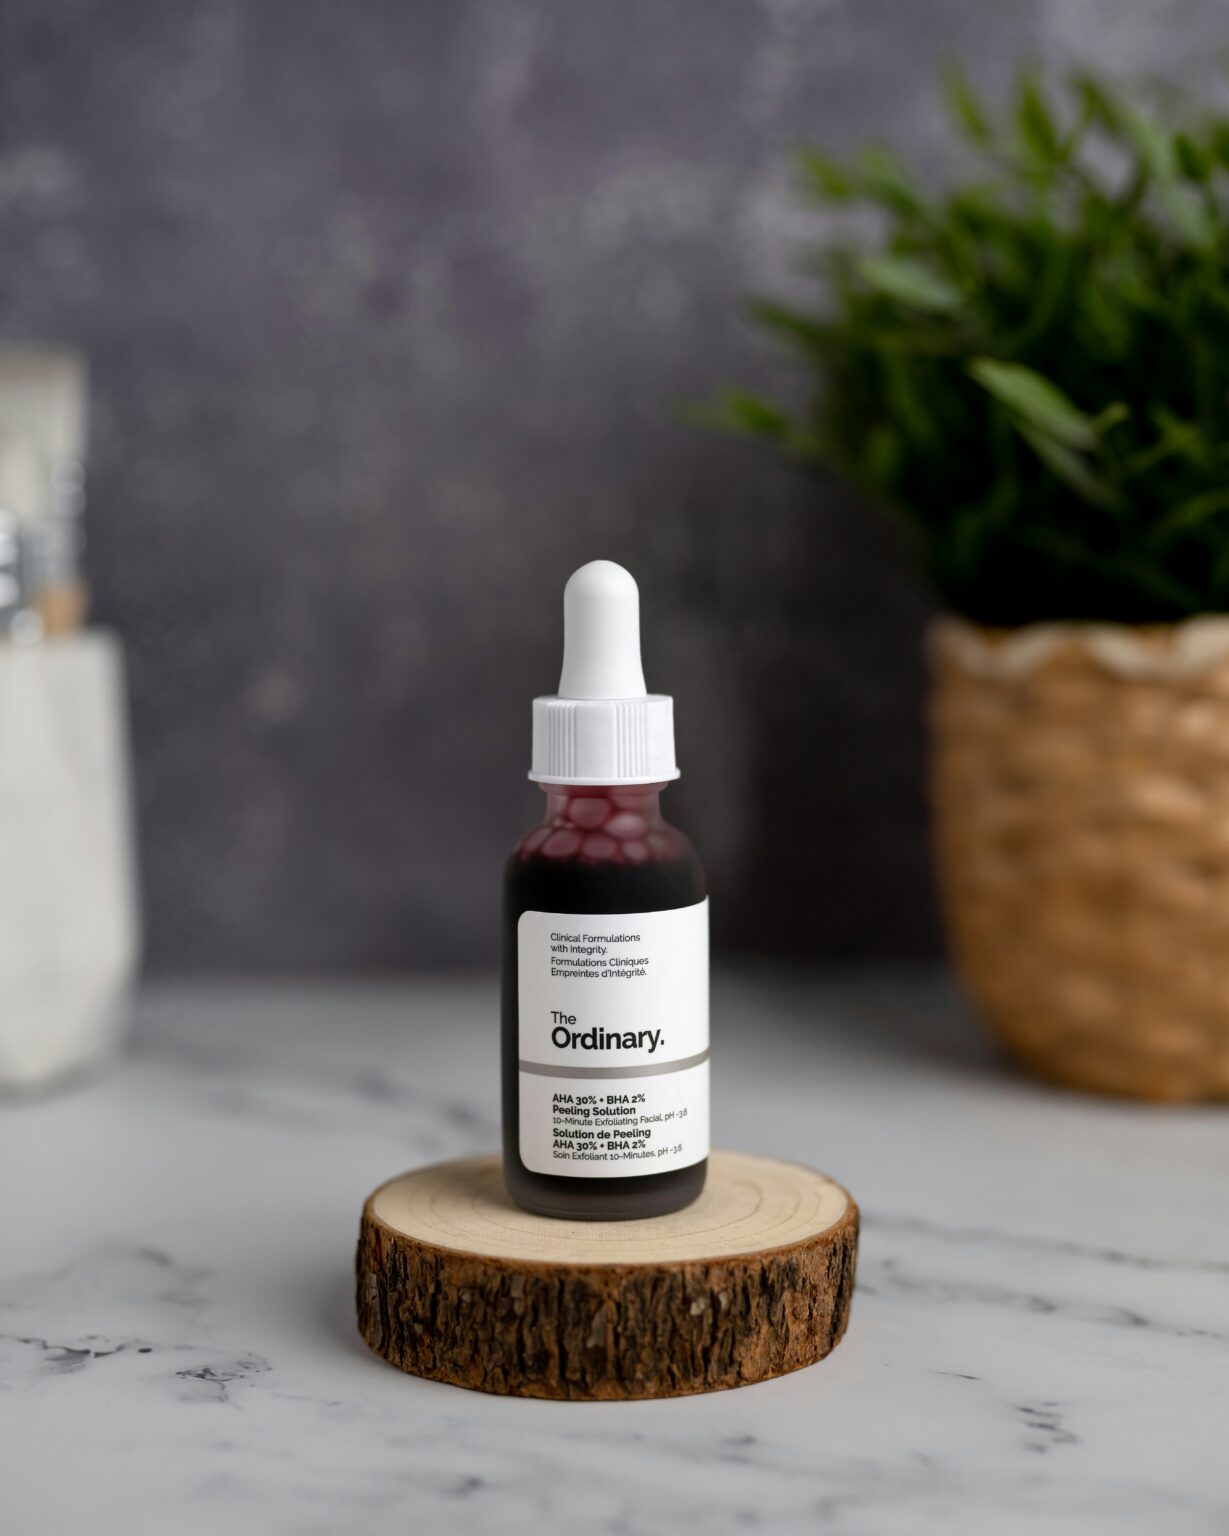 Clinical Formulations
with Integrity.
Formulations Cliniques
Empreintes d'Intégrité.
The
Ordinary.
AHA 30% + BHA 2%
Peeling Solution
10-Minute Exfoliating Facial, pH ~3.6
Solution de Peeling
AHA 30% + BHA 2%
Soin Exfoliant 10-Minutes, pH ~3.6